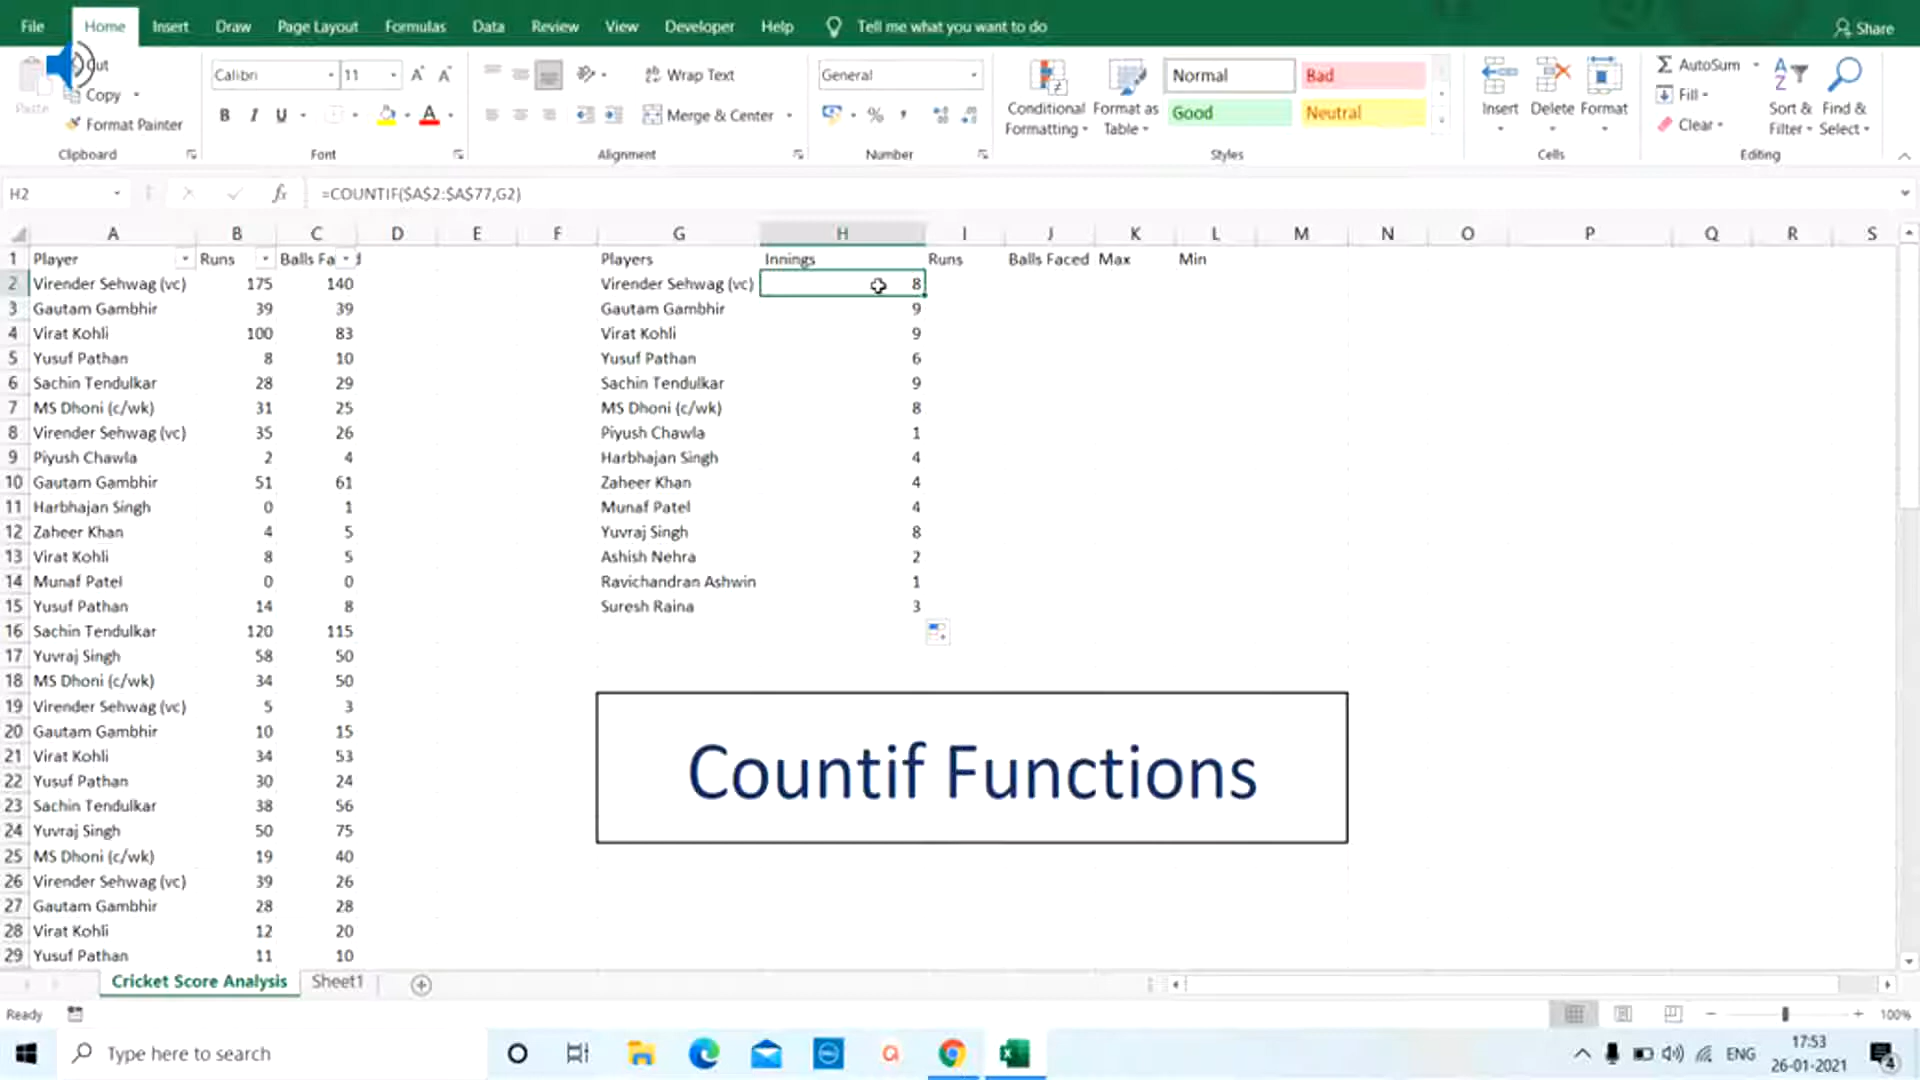 File Home Insert Draw Page Layout Formulas Data Developer Review View Help Tell me what you want to do Share
Cut
Paste
Copy
Format Painter
Clipboard
Calibri 11
B I U
Font
Wrap Text
Merge & Center
Alignment
General
Number
Conditional Formatting
Format as Table
Normal Bad
Good Neutral
Styles
Insert Delete Format
Cells
AutoSum
Fill
Clear
Sort & Filter
Find & Select
Editing
H2 fx =COUNTIF($A$2:$A$77,G2)
A B C D E F G H I J K L M N O P Q R S
1 Player Runs Balls Fa Players Innings Runs Balls Faced Max Min
2 Virender Sehwag (vc) 175 140 Virender Sehwag (vc) 8
3 Gautam Gambhir 39 39 Gautam Gambhir 9
4 Virat Kohli 100 83 Virat Kohli 9
5 Yusuf Pathan 8 10 Yusuf Pathan 6
6 Sachin Tendulkar 28 29 Sachin Tendulkar 9
7 MS Dhoni (c/wk) 31 25 MS Dhoni (c/wk) 8
8 Virender Sehwag (vc) 35 26 Piyush Chawla 1
9 Piyush Chawla 2 4 Harbhajan Singh 4
10 Gautam Gambhir 51 61 Zaheer Khan 4
11 Harbhajan Singh 0 1 Munaf Patel 4
12 Zaheer Khan 4 5 Yuvraj Singh 8
13 Virat Kohli 8 5 Ashish Nehra 2
14 Munaf Patel 0 0 Ravichandran Ashwin 1
15 Yusuf Pathan 14 8 Suresh Raina 3
16 Sachin Tendulkar 120 115
17 Yuvraj Singh 58 50
18 MS Dhoni (c/wk) 34 50
19 Virender Sehwag (vc) 5 3
20 Gautam Gambhir 10 15
21 Virat Kohli 34 53
22 Yusuf Pathan 30 24
23 Sachin Tendulkar 38 56
24 Yuvraj Singh 50 75
25 MS Dhoni (c/wk) 19 40
26 Virender Sehwag (vc) 39 26
27 Gautam Gambhir 28 28
28 Virat Kohli 12 20
29 Yusuf Pathan 11 10
Countif Functions
Cricket Score Analysis Sheet1
Ready 100%
Type here to search ENG
17:53
26-01-2021
4